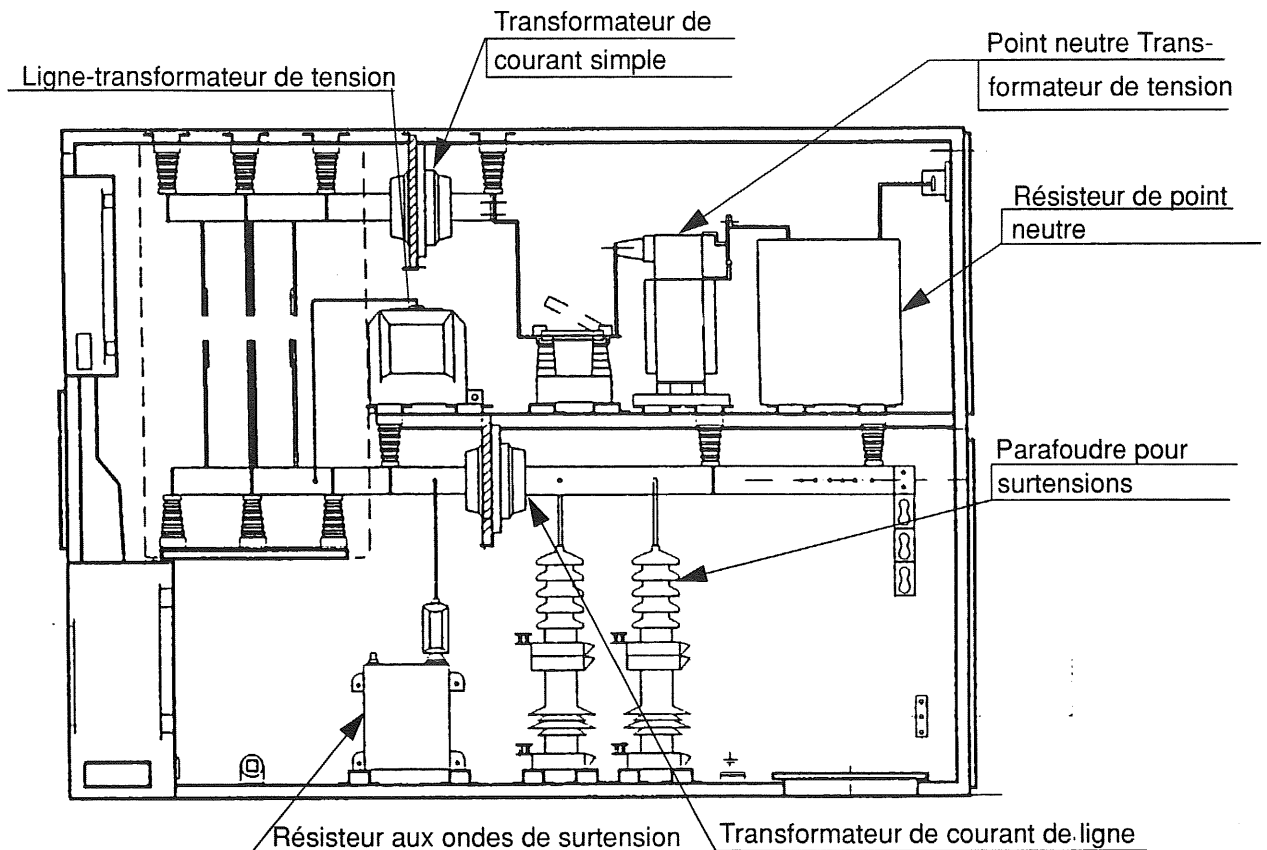 Transformateur de
courant simple
Ligne-transformateur de tension
Point neutre Trans-
formateur de tension
Résisteur de point
neutre
Parafoudre pour
surtensions
Résisteur aux ondes de surtension
Transformateur de courant de ligne